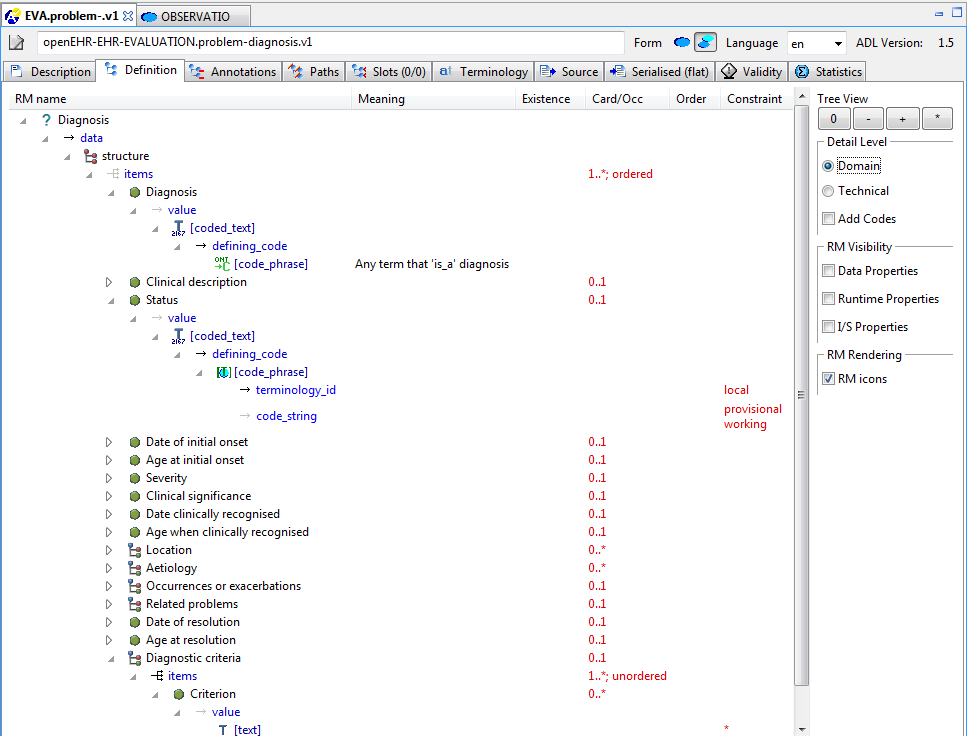 EVA.problem-.v1 OBSERVATIO
openEHR-EHR-EVALUATION.problem-diagnosis.v1 Form Language en ADL Version: 1.5
Description Definition Annotations Paths Slots (0/0) Terminology Source Serialised (flat) Validity Statistics
RM name Meaning Existence Card/Occ Order Constraint
Diagnosis
data
structure
items 1..*; ordered
Diagnosis
value
[coded_text]
defining_code
[code_phrase] Any term that 'is_a' diagnosis
Clinical description 0..1
Status 0..1
value
[coded_text]
defining_code
[code_phrase]
terminology_id local
code_string provisional
working
Date of initial onset 0..1
Age at initial onset 0..1
Severity 0..1
Clinical significance 0..1
Date clinically recognised 0..1
Age when clinically recognised 0..1
Location 0..*
Aetiology 0..*
Occurrences or exacerbations 0..1
Related problems 0..1
Date of resolution 0..1
Age at resolution 0..1
Diagnostic criteria 0..1
items 1..*; unordered
Criterion 0..*
value
T [text] *
Tree View
0 - + *
Detail Level
Domain
Technical
Add Codes
RM Visibility
Data Properties
Runtime Properties
I/S Properties
RM Rendering
RM icons